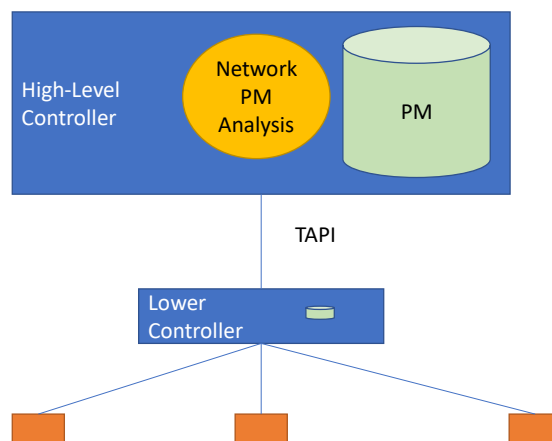 High-Level
Controller
Network
PM
Analysis
PM
TAPI
Lower
Controller